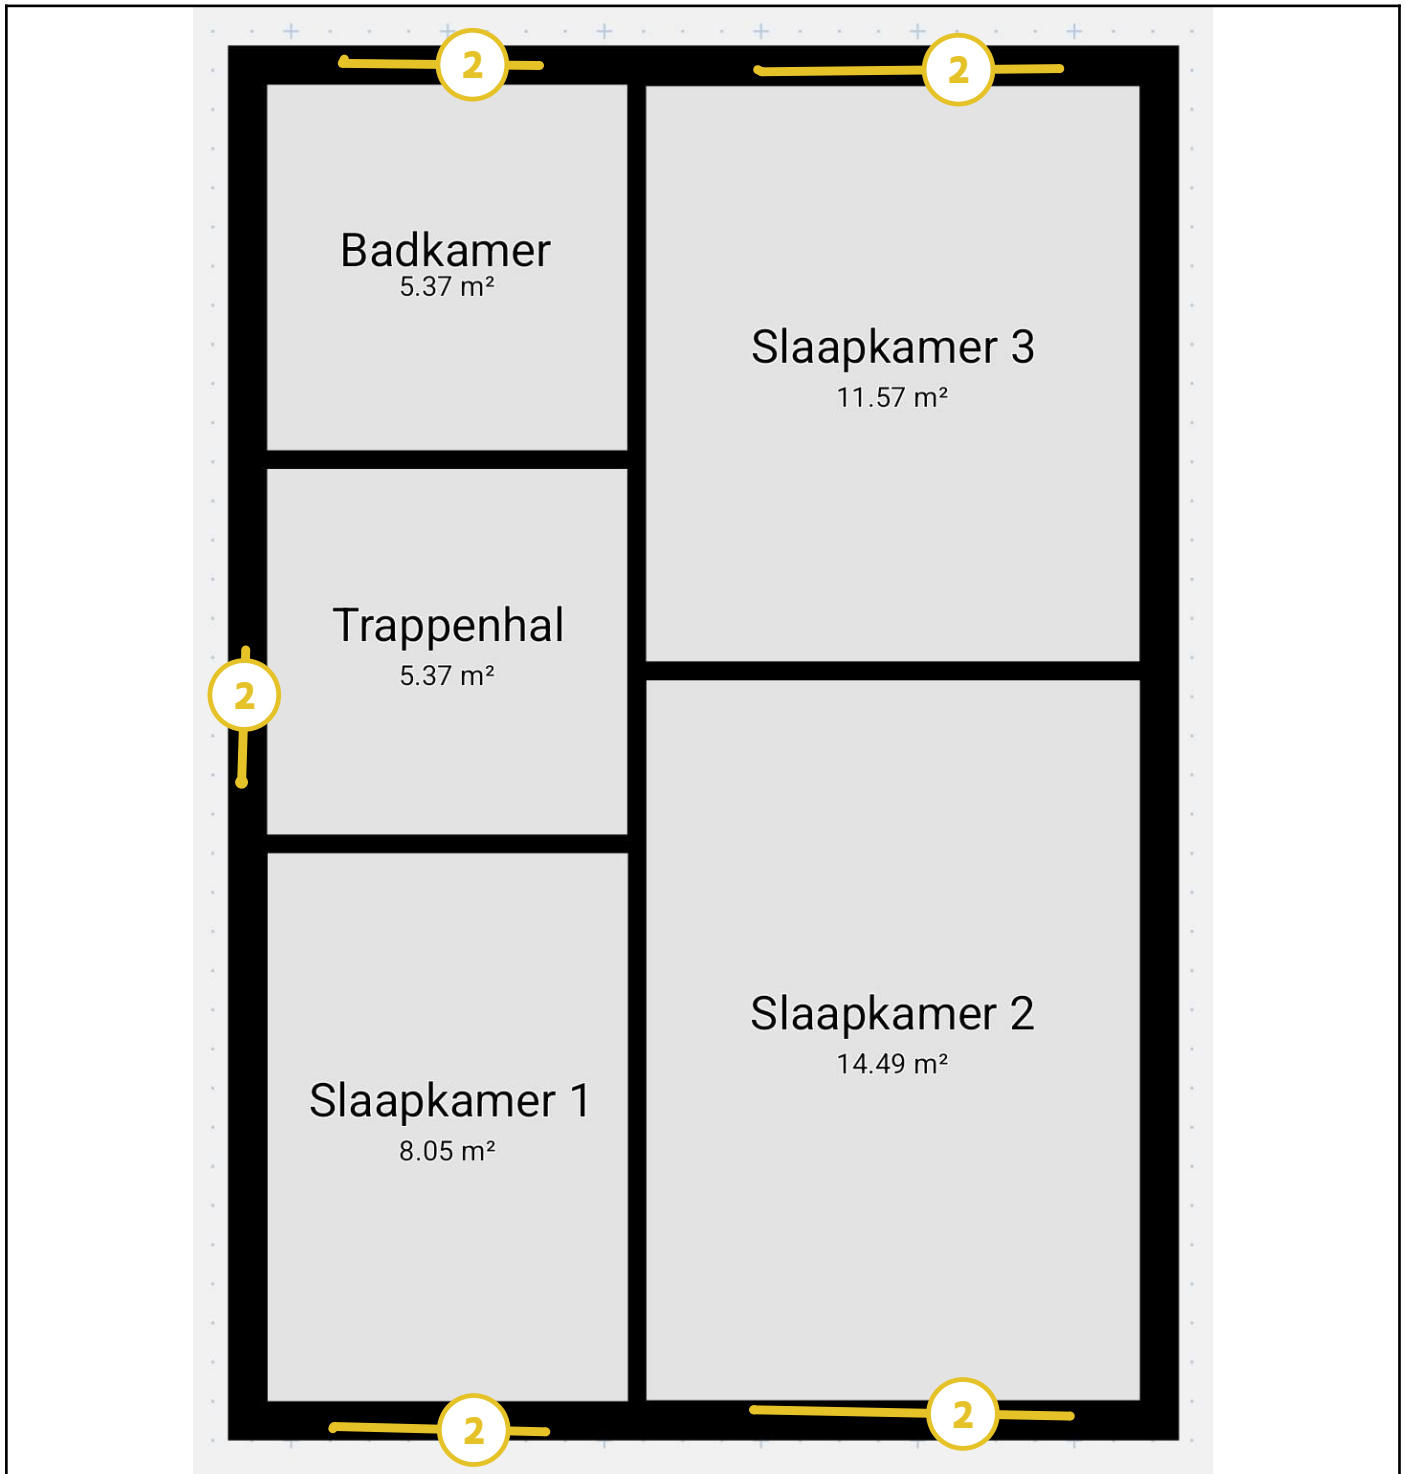 2
2
Badkamer
5.37 m²
Slaapkamer 3
11.57 m²
Trappenhal
5.37 m²
2
Slaapkamer 2
14.49 m²
Slaapkamer 1
8.05 m²
2
2